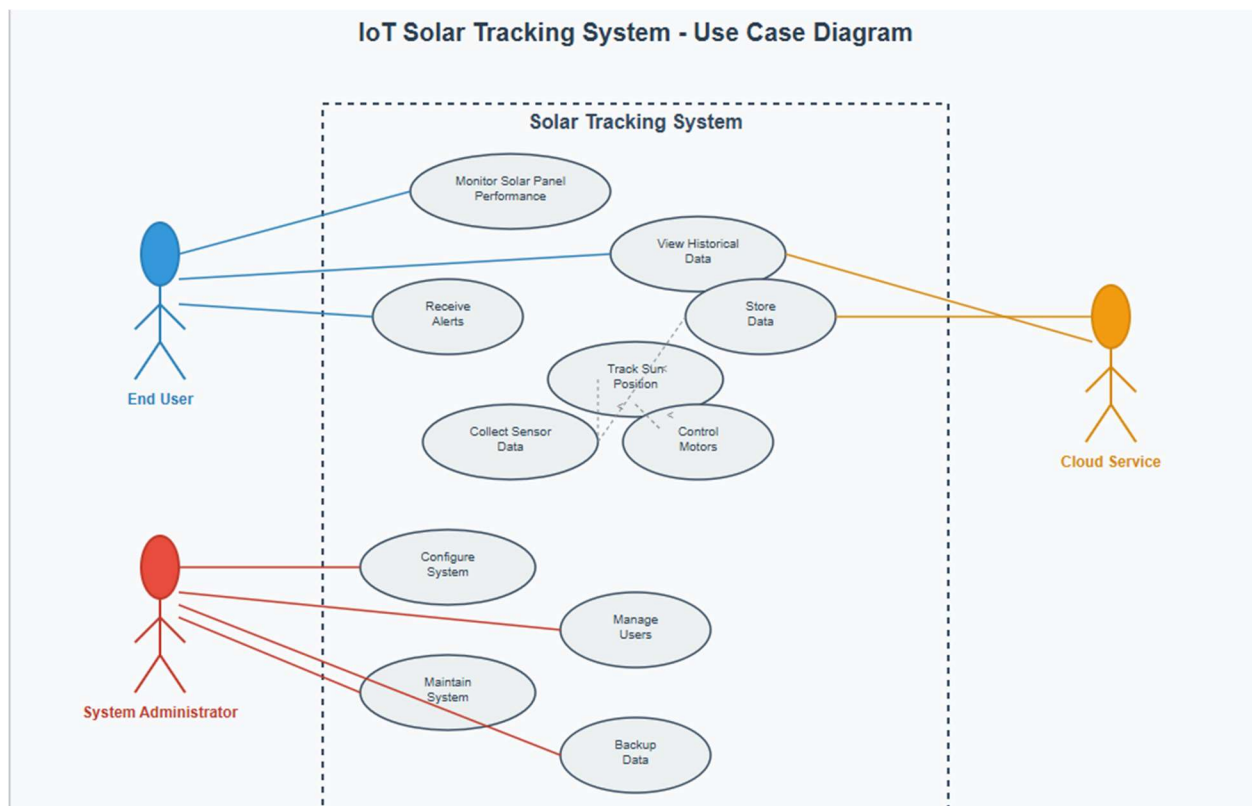 IoT Solar Tracking System - Use Case Diagram
Solar Tracking System
Monitor Solar Panel
Performance
View Historical
Data
Receive
Alerts
Store
Data
Track Sun
Position
End User
Collect Sensor
Data
Control
Motors
Cloud Service
Configure
System
Manage
Users
Maintain
System
System Administrator
Backup
Data